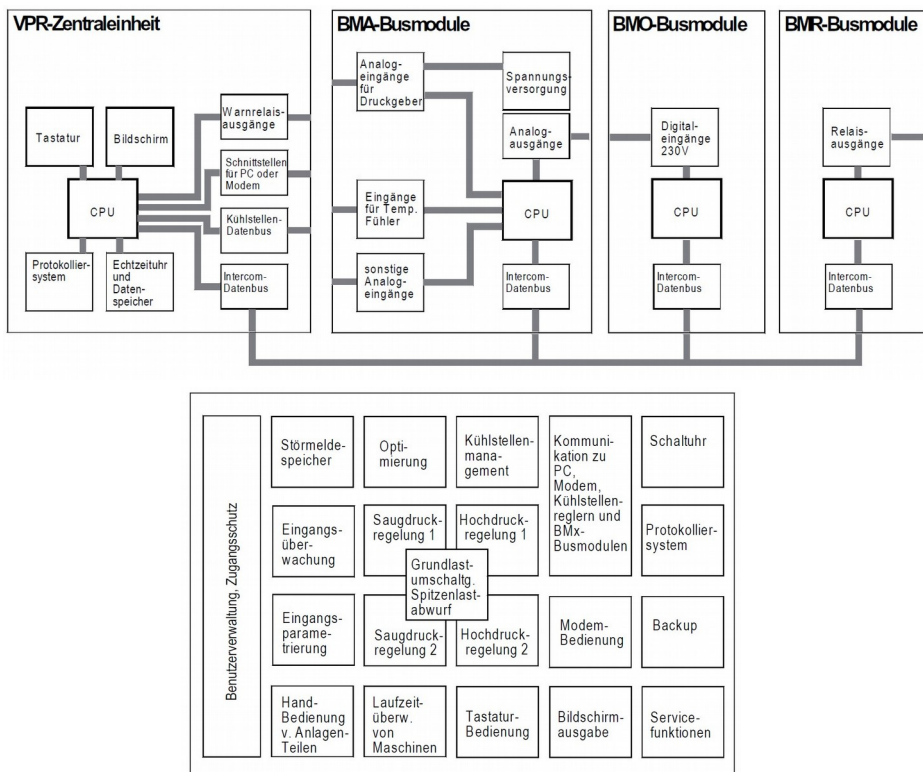 VPR-Zentraleinheit
Tastatur
Bildschirm
CPU
Protokollier-
system
Echtzeituhr
und
Daten-
speicher
Warnrelais-
ausgänge
Schnittstellen
für PC oder
Modem
Kühlstellen-
Datenbus
Intercom-
Datenbus
BMA-Busmodule
Analog-
eingänge
für
Druckgeber
Spannungs-
versorgung
Analog-
ausgänge
Eingänge
für Temp.
Fühler
CPU
sonstige
Analog-
eingänge
Intercom-
Datenbus
BMO-Busmodule
Digital-
eingänge
230V
CPU
Intercom-
Datenbus
BMR-Busmodule
Relais-
ausgänge
CPU
Intercom-
Datenbus
Benutzerverwaltung, Zugangsschutz
Störmelde-
speicher
Opti-
mierung
Kühlstellen-
mana-
gement
Kommuni-
kation zu
PC,
Modem,
Kühlstellen-
reglern und
BMx-
Busmodulen
Schaltuhr
Eingangs-
über-
wachung
Saugdruck-
regelung 1
Hochdruck-
regelung 1
Protokollier-
system
Grundlast-
umschaltg.
Spitzenlast-
abwurf
Eingangs-
parame-
trierung
Saugdruck-
regelung 2
Hochdruck-
regelung 2
Modem-
Bedienung
Backup
Hand-
Bedienung
v. Anlagen-
Teilen
Laufzeit-
überw.
von
Maschinen
Tastatur-
Bedienung
Bildschirm-
ausgabe
Service-
funktionen